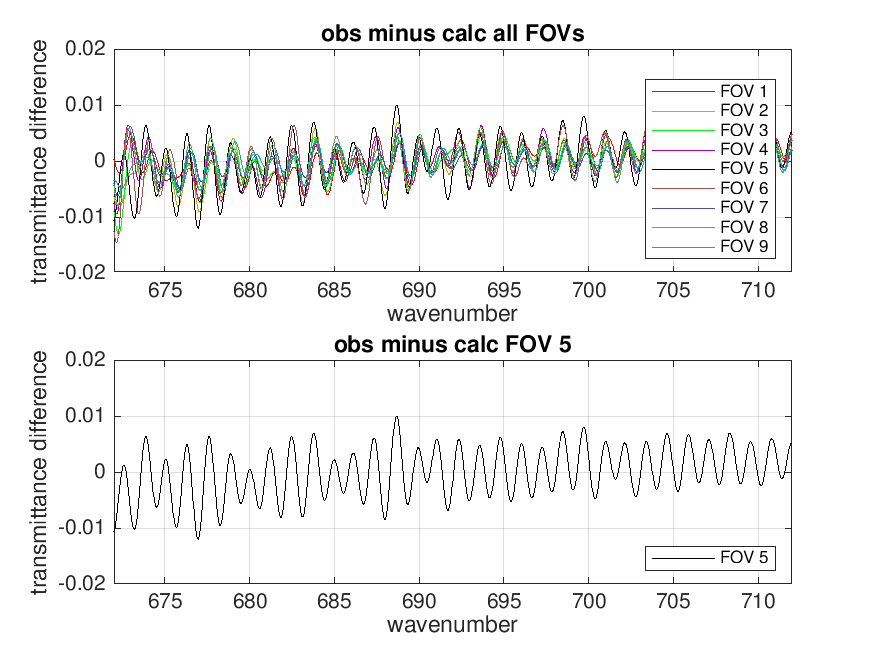 obs minus calc all FOVs
transmittance difference
0.02
0.01
0
-0.01
-0.02
FOV 1
FOV 2
FOV 3
FOV 4
FOV 5
FOV 6
FOV 7
FOV 8
FOV 9
675 680 685 690 695 700 705 710
wavenumber
obs minus calc FOV 5
transmittance difference
0.02
0.01
0
-0.01
-0.02
FOV 5
675 680 685 690 695 700 705 710
wavenumber